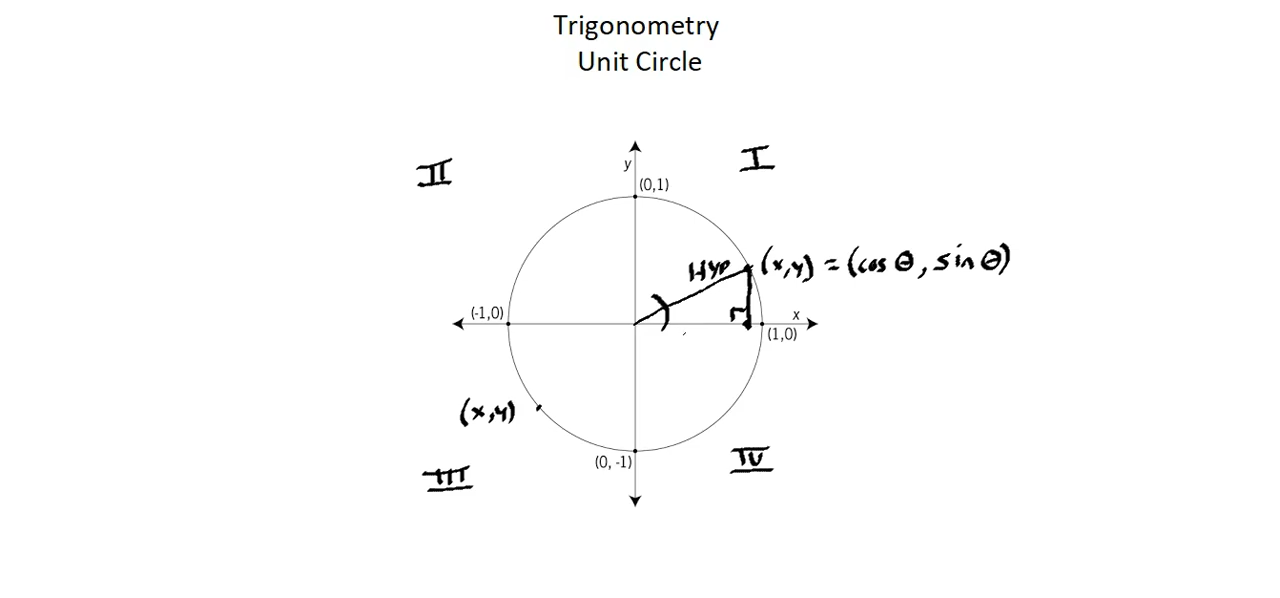 Trigonometry
Unit Circle
II
I
y
(0,1)
Hyp (x,y) = (cos θ, sin θ)
(-1,0)
x
(1,0)
(x,y)
(0, -1)
IV
III